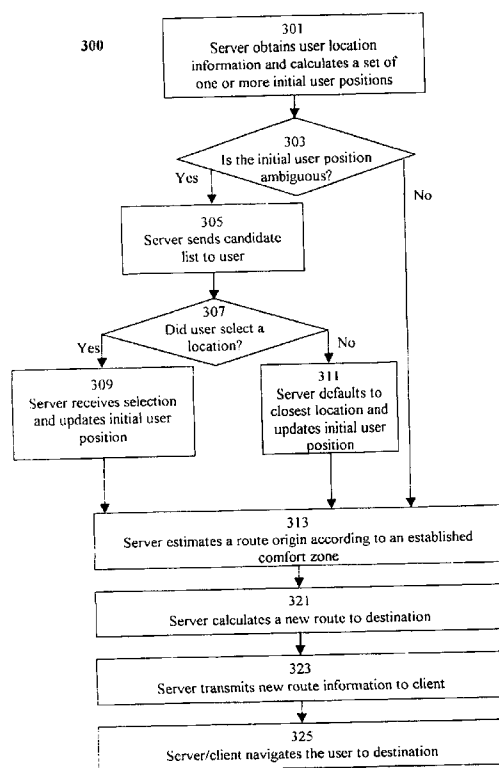 300
301
Server obtains user location
information and calculates a set of
one or more initial user positions
303
Is the initial user position
ambiguous?
Yes
No
305
Server sends candidate
list to user
307
Did user select a
location?
Yes
No
309
Server receives selection
and updates initial user
position
311
Server defaults to
closest location and
updates initial user
position
313
Server estimates a route origin according to an established
comfort zone
321
Server calculates a new route to destination
323
Server transmits new route information to client
325
Server/client navigates the user to destination